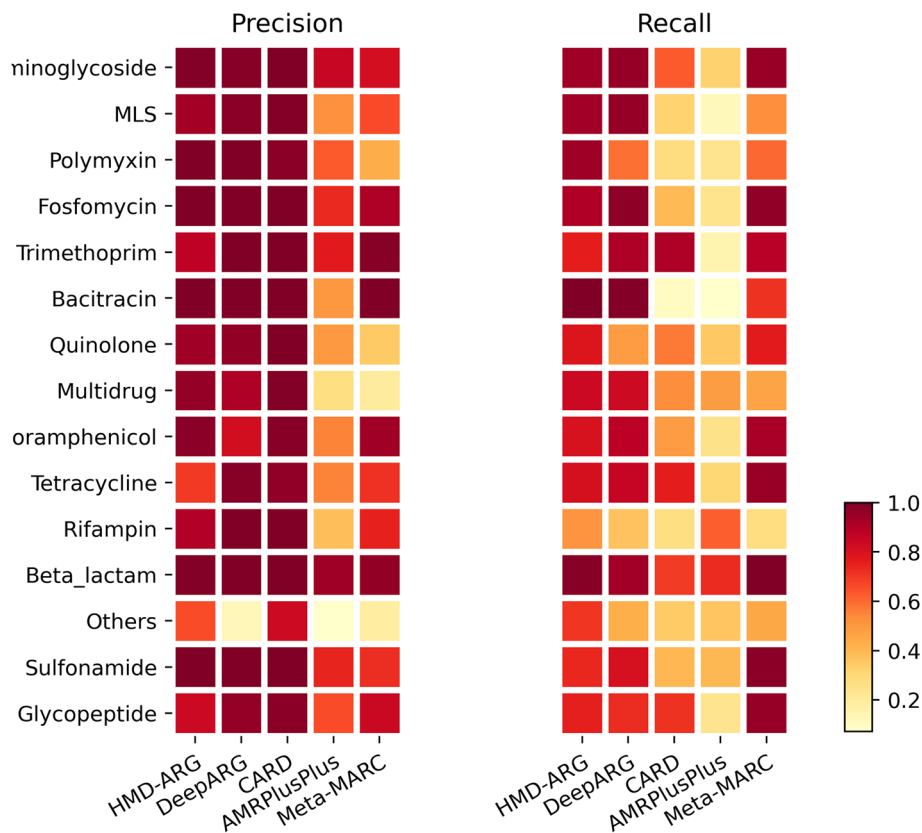 Precision
Recall
minoglycoside
MLS
Polymyxin
Fosfomycin
Trimethoprim
Bacitracin
Quinolone
Multidrug
oramphenicol
Tetracycline
Rifampin
Beta_lactam
Others
Sulfonamide
Glycopeptide
HMD-ARG
DeepARG
CARD
AMRPlusPlus
Meta-MARC
HMD-ARG
DeepARG
CARD
AMRPlusPlus
Meta-MARC
1.0
0.8
0.6
0.4
0.2